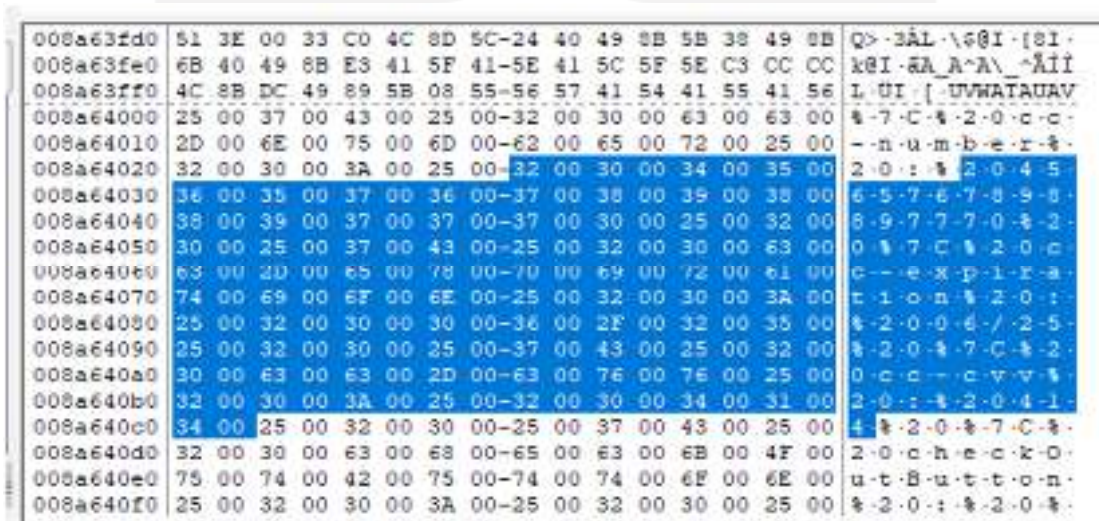 008a63fd0 51 3E 00 33 C0 4C 8D 5C-24 40 49 8B 5B 38 49 8B Q>·3ÀL·\$@I·[8I·
008a63fe0 6B 40 49 8B E3 41 5F 41-5E 41 5C 5F 5E C3 CC CC k@I·ãA_A^A\_^ÃÌÌ
008a63ff0 4C 8B DC 49 89 5B 08 55-56 57 41 54 41 55 41 56 L·ÜI·[·UVWATAUAV
008a64000 25 00 37 00 43 00 25 00-32 00 30 00 63 00 63 00 %·7·C·%·2·0·c·c·
008a64010 2D 00 6E 00 75 00 6D 00-62 00 65 00 72 00 25 00 -·n·u·m·b·e·r·%·
008a64020 32 00 30 00 3A 00 25 00-32 00 30 00 34 00 35 00 2·0·:·%·2·0·4·5·
008a64030 36 00 35 00 37 00 36 00-37 00 38 00 39 00 38 00 6·5·7·6·7·8·9·8·
008a64040 38 00 39 00 37 00 37 00-37 00 30 00 25 00 32 00 8·9·7·7·7·0·%·2·
008a64050 30 00 25 00 37 00 43 00-25 00 32 00 30 00 63 00 0·%·7·C·%·2·0·c·
008a64060 63 00 2D 00 65 00 78 00-70 00 69 00 72 00 61 00 c·-·e·x·p·i·r·a·
008a64070 74 00 69 00 6F 00 6E 00-25 00 32 00 30 00 3A 00 t·i·o·n·%·2·0·:·
008a64080 25 00 32 00 30 00 30 00-36 00 2F 00 32 00 35 00 %·2·0·0·6·/·2·5·
008a64090 25 00 32 00 30 00 25 00-37 00 43 00 25 00 32 00 %·2·0·%·7·C·%·2·
008a640a0 30 00 63 00 63 00 2D 00-63 00 76 00 76 00 25 00 0·c·c·-·c·v·v·%·
008a640b0 32 00 30 00 3A 00 25 00-32 00 30 00 34 00 31 00 2·0·:·%·2·0·4·1·
008a640c0 34 00 25 00 32 00 30 00-25 00 37 00 43 00 25 00 4·%·2·0·%·7·C·%·
008a640d0 32 00 30 00 63 00 68 00-65 00 63 00 6B 00 4F 00 2·0·c·h·e·c·k·O·
008a640e0 75 00 74 00 42 00 75 00-74 00 74 00 6F 00 6E 00 u·t·B·u·t·t·o·n·
008a640f0 25 00 32 00 30 00 3A 00-25 00 32 00 30 00 25 00 %·2·0·:·%·2·0·%·